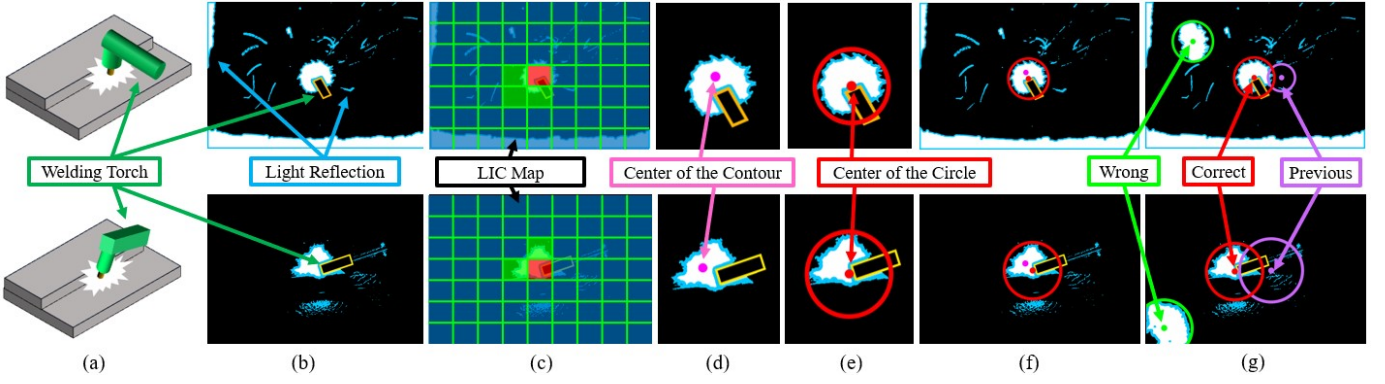 Welding Torch
Light Reflection
LIC Map
Center of the Contour
Center of the Circle
Wrong
Correct
Previous
(a)
(b)
(c)
(d)
(e)
(f)
(g)